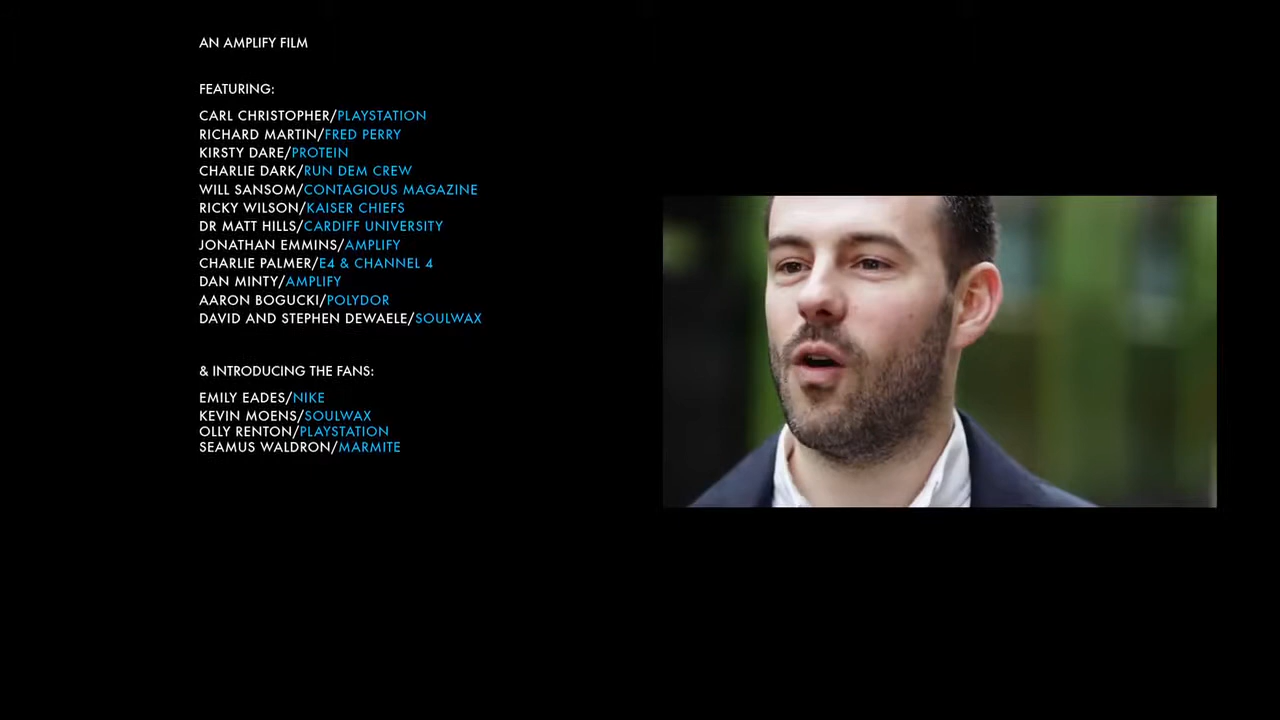 AN AMPLIFY FILM
FEATURING:
CARL CHRISTOPHER/PLAYSTATION
RICHARD MARTIN/FRED PERRY
KIRSTY DARE/PROTEIN
CHARLIE DARK/RUN DEM CREW
WILL SANSOM/CONTAGIOUS MAGAZINE
RICKY WILSON/KAISER CHIEFS
DR MATT HILLS/CARDIFF UNIVERSITY
JONATHAN EMMINS/AMPLIFY
CHARLIE PALMER/E4 & CHANNEL 4
DAN MINTY/AMPLIFY
AARON BOGUCKI/POLYDOR
DAVID AND STEPHEN DEWAELE/SOULWAX
& INTRODUCING THE FANS:
EMILY EADES/NIKE
KEVIN MOENS/SOULWAX
OLLY RENTON/PLAYSTATION
SEAMUS WALDRON/MARMITE